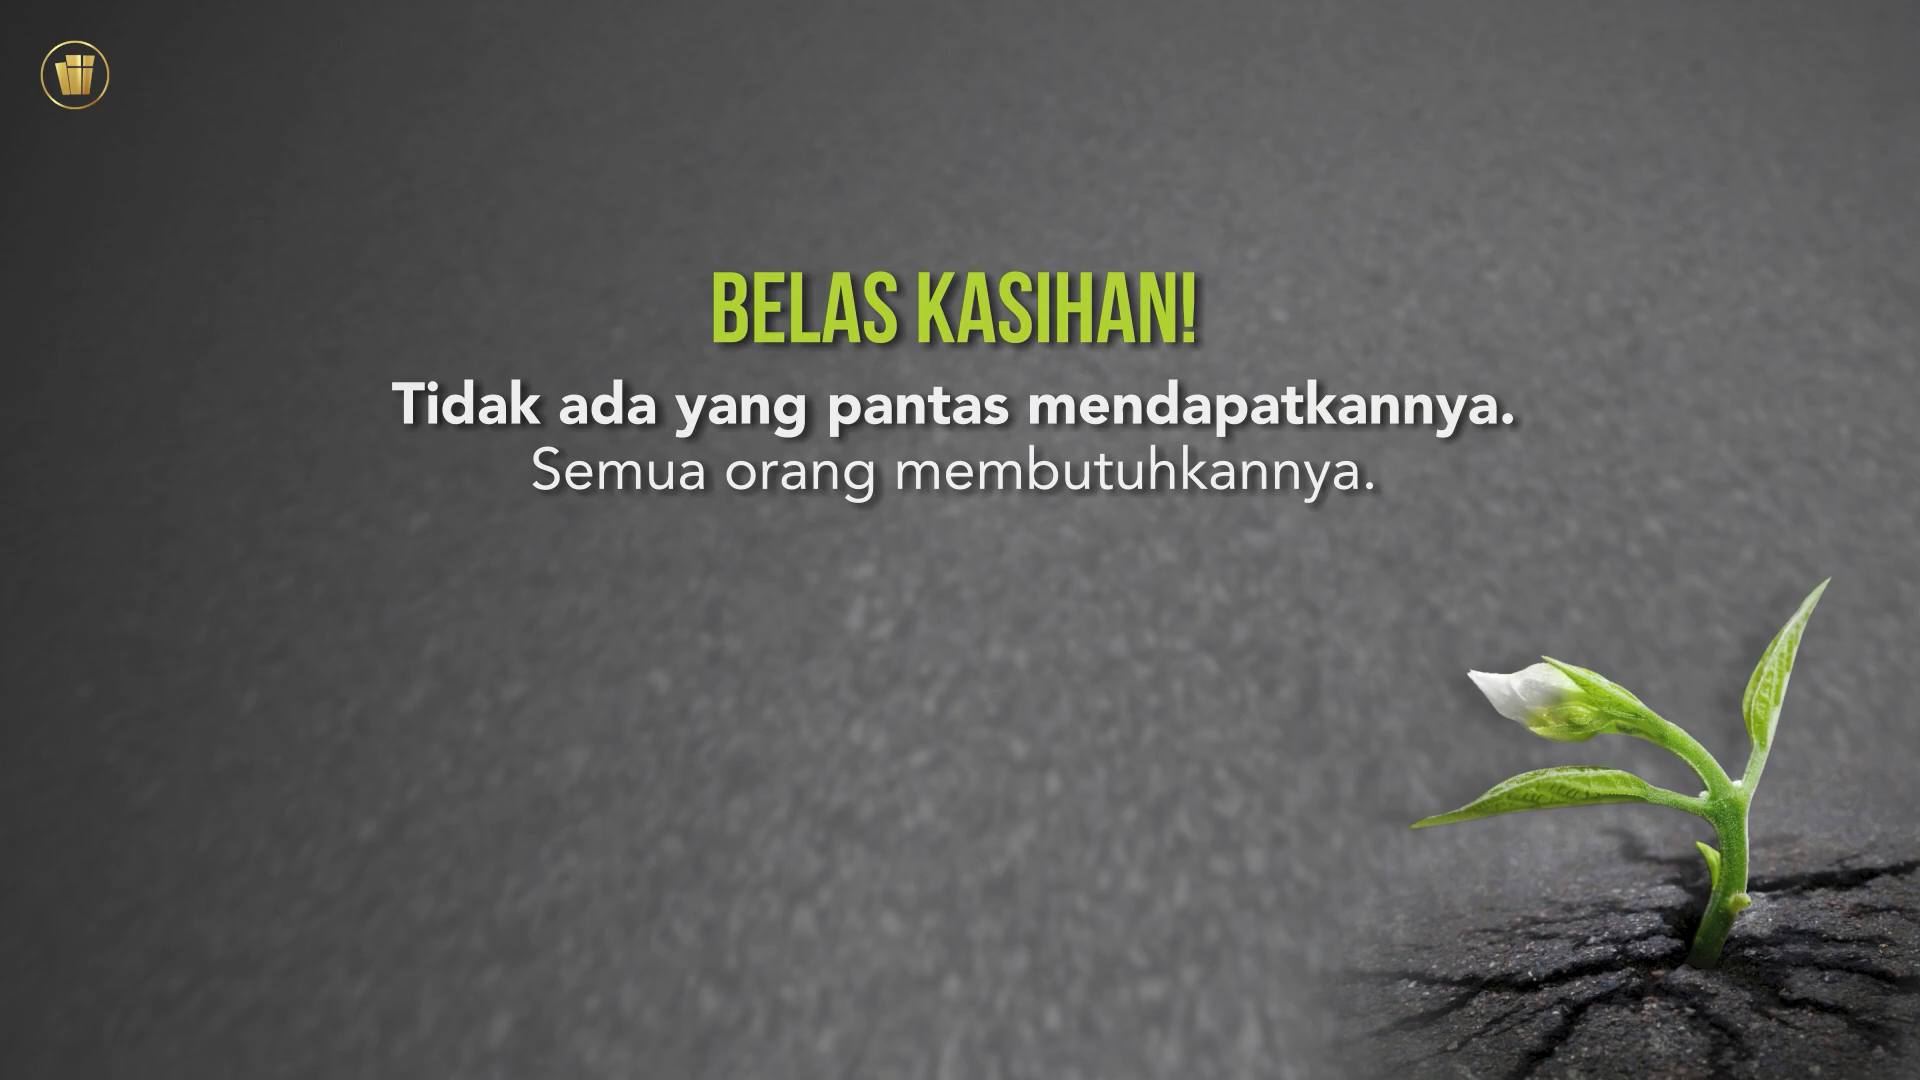 BELAS KASIHAN!
Tidak ada yang pantas mendapatkannya.
Semua orang membutuhkannya.